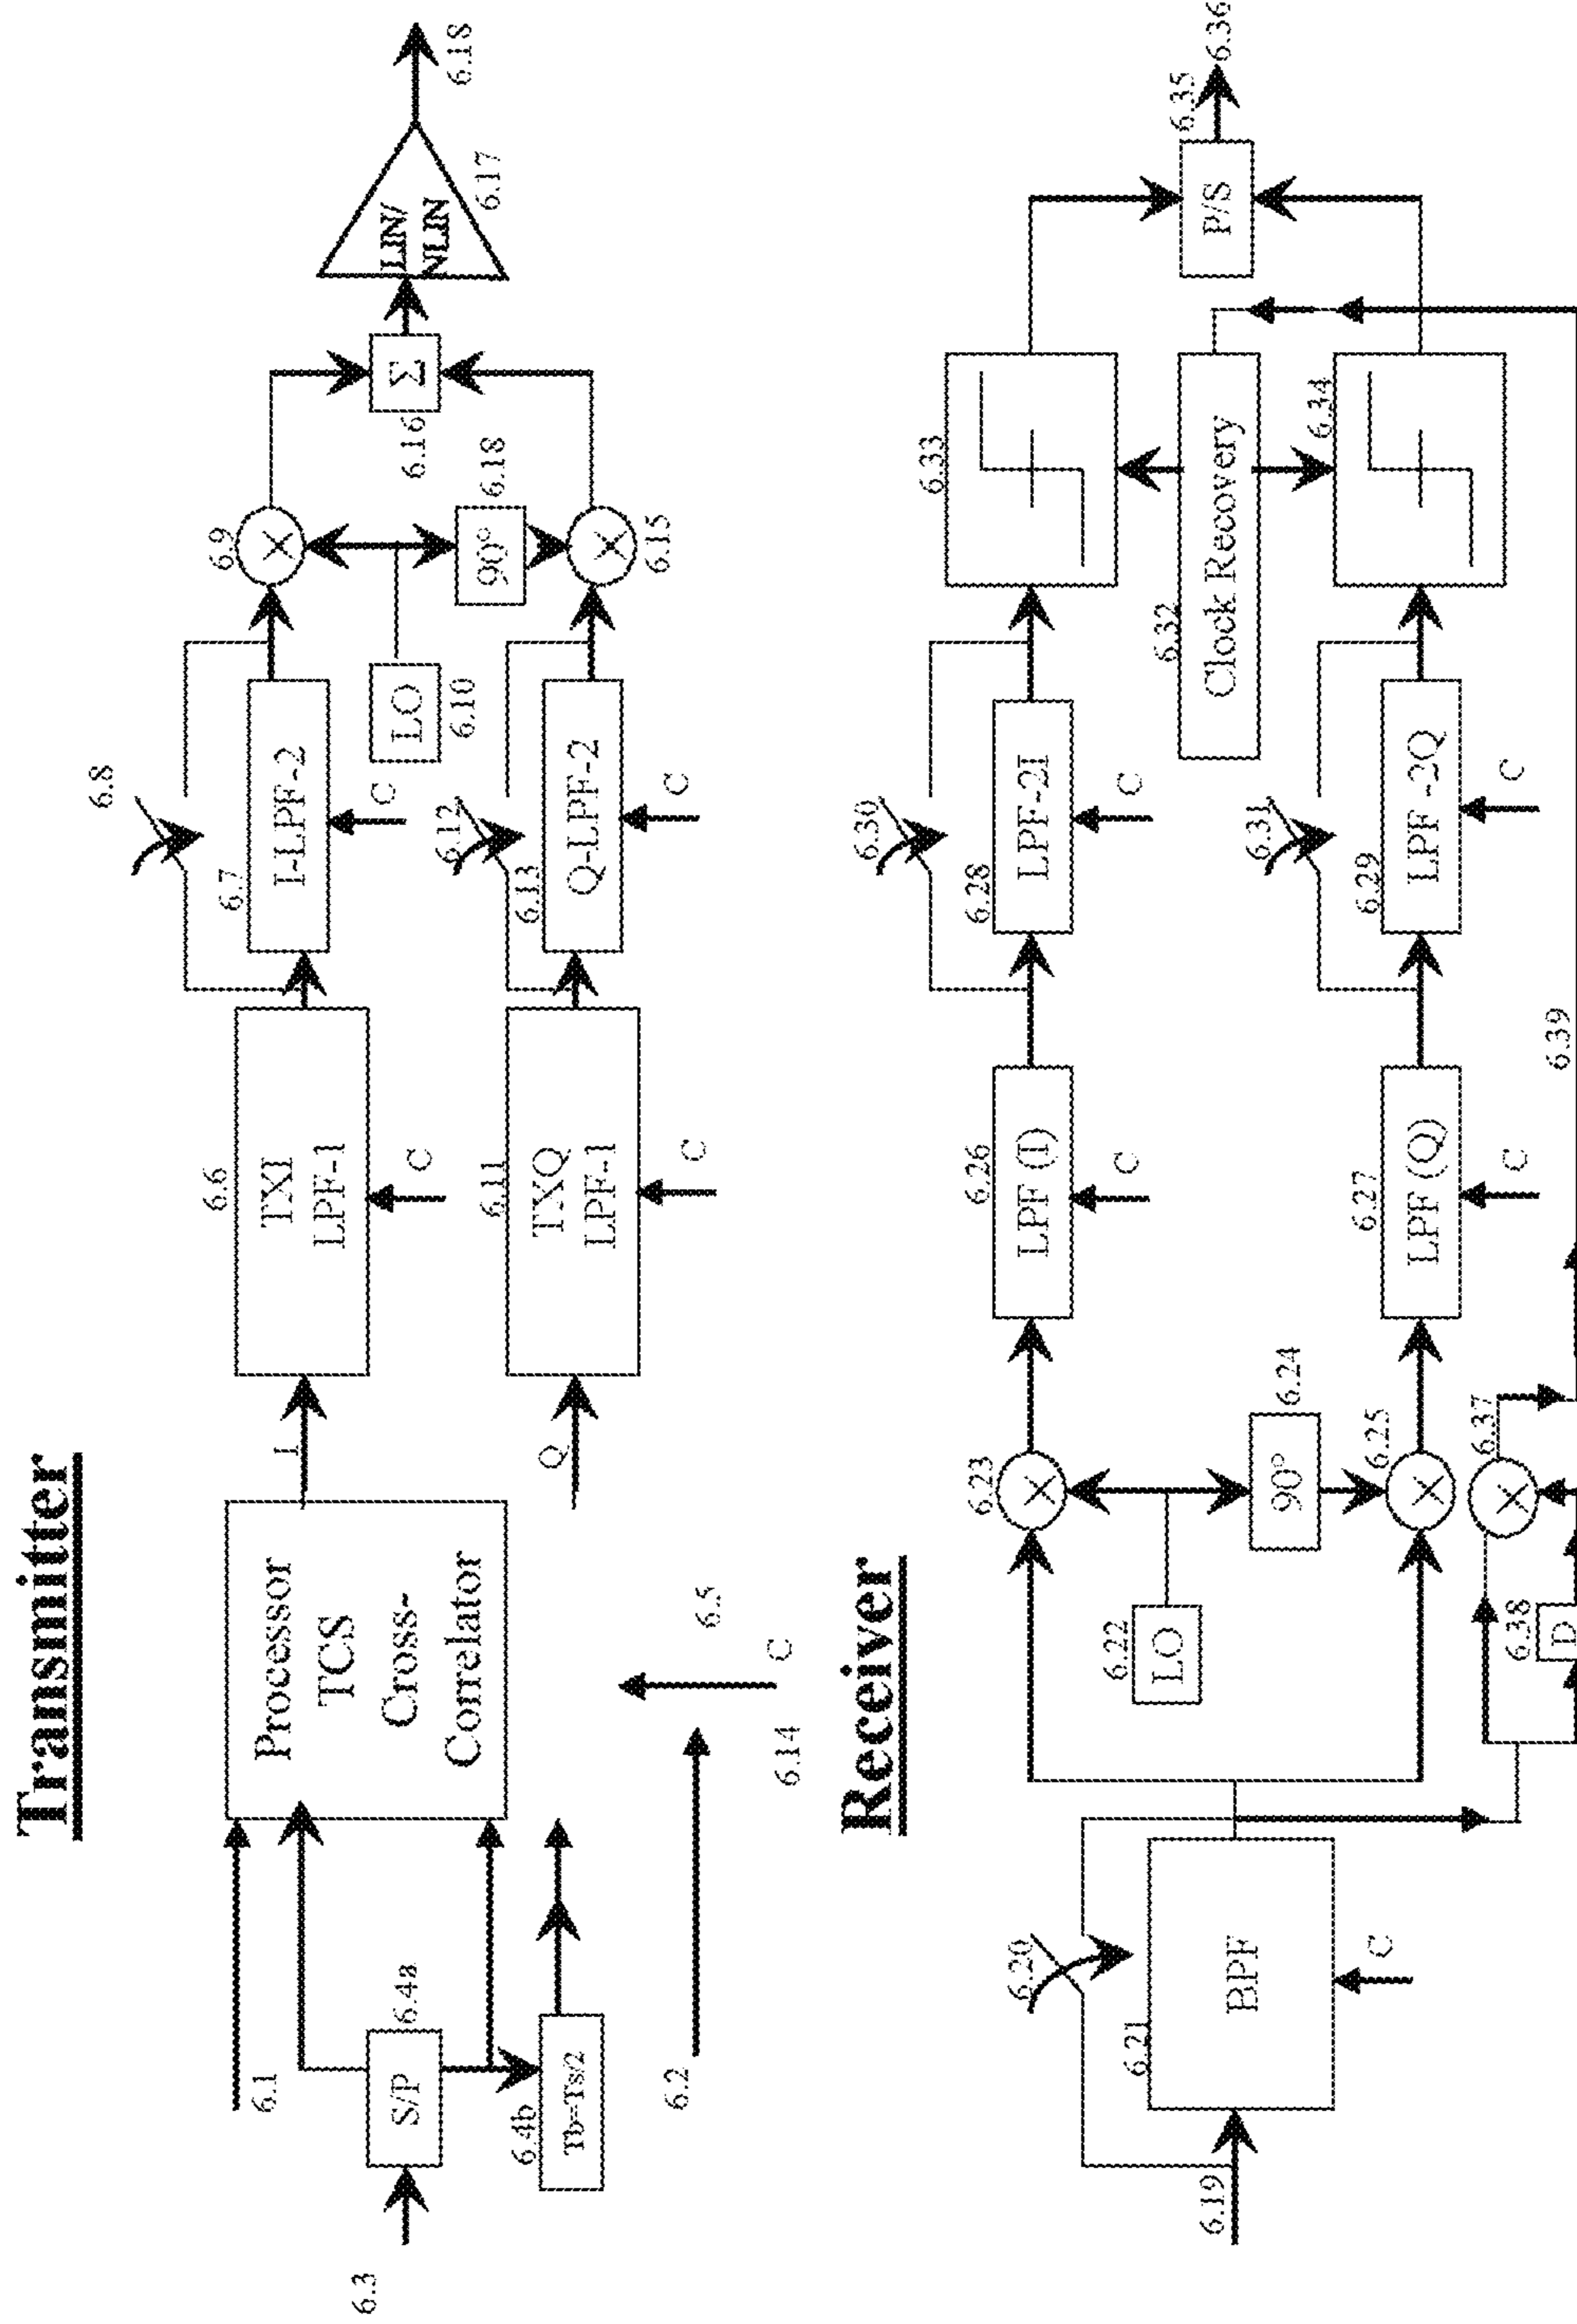 Transmitter
6.1
6.3
S/P
6.4a
6.4b
Tb=Ts/2
6.2
Processor
TCS
Cross-
Correlator
6.5
C
6.14
I
Q
6.6
TXI
LPF-1
C
6.11
TXQ
LPF-1
C
6.8
6.7
I-LPF-2
C
6.12
6.13
Q-LPF-2
C
LO
6.10
6.9
90°
6.18
6.15
Σ
6.16
LIN/
NLIN
6.17
6.18
Receiver
6.19
6.20
6.21
BPF
C
6.22
LO
6.23
90°
6.24
6.25
6.37
6.38
D
6.26
LPF (I)
C
6.27
LPF (Q)
C
6.39
6.30
6.28
LPF-2I
C
6.31
6.29
LPF -2Q
C
6.32
Clock Recovery
6.33
6.34
P/S
6.35
6.36